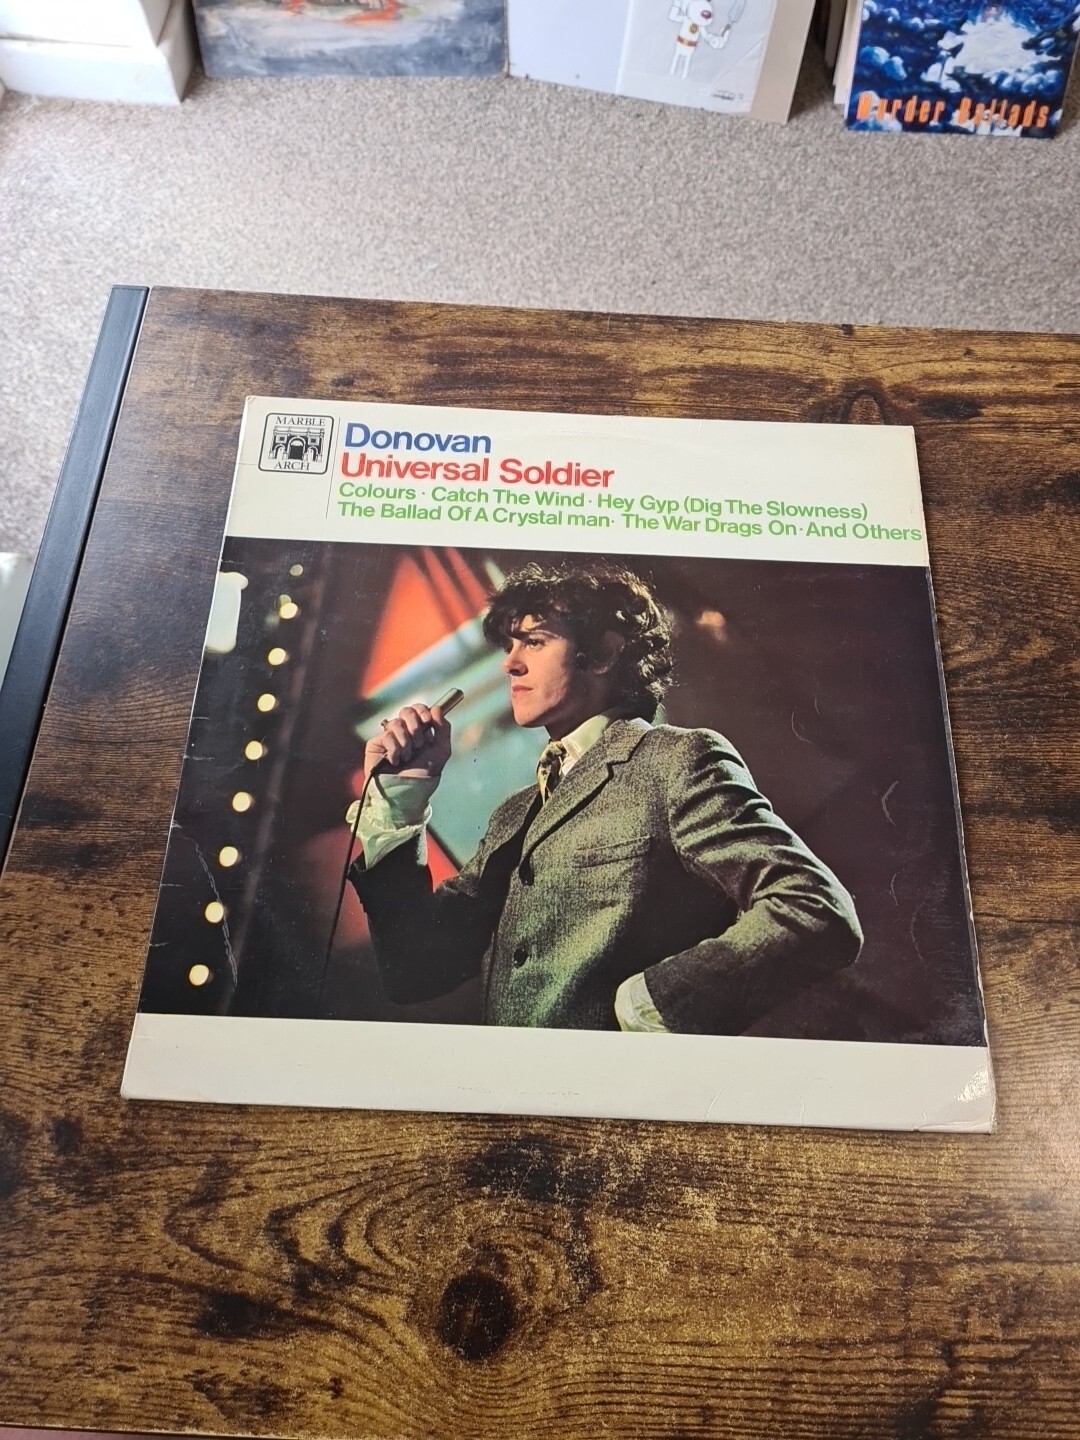 Murder Ballads
MARBLE
ARCH
Donovan
Universal Soldier
Colours · Catch The Wind · Hey Gyp (Dig The Slowness)
The Ballad Of A Crystal man · The War Drags On · And Others